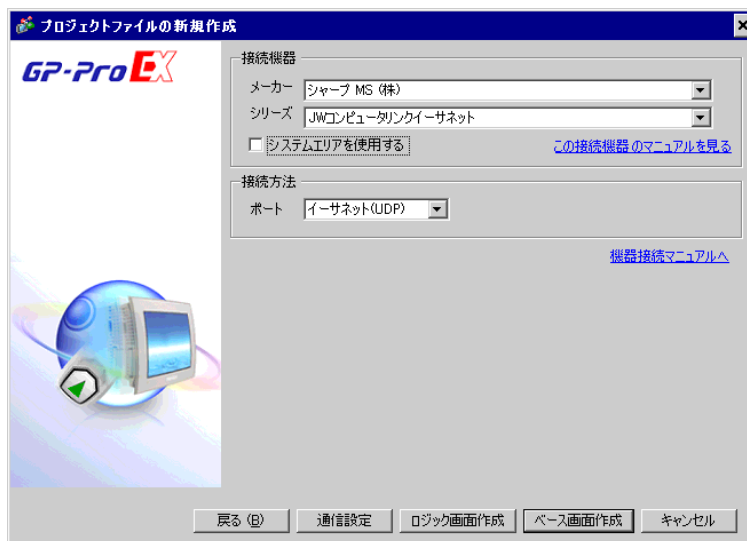 プロジェクトファイルの新規作成
GP-Pro EX
接続機器
メーカー シャープ MS (株)
シリーズ JWコンピュータリンクイーサネット
システムエリアを使用する この接続機器のマニュアルを見る
接続方法
ポート イーサネット(UDP)
機器接続マニュアルへ
戻る (B) 通信設定 ロジック画面作成 ベース画面作成 キャンセル